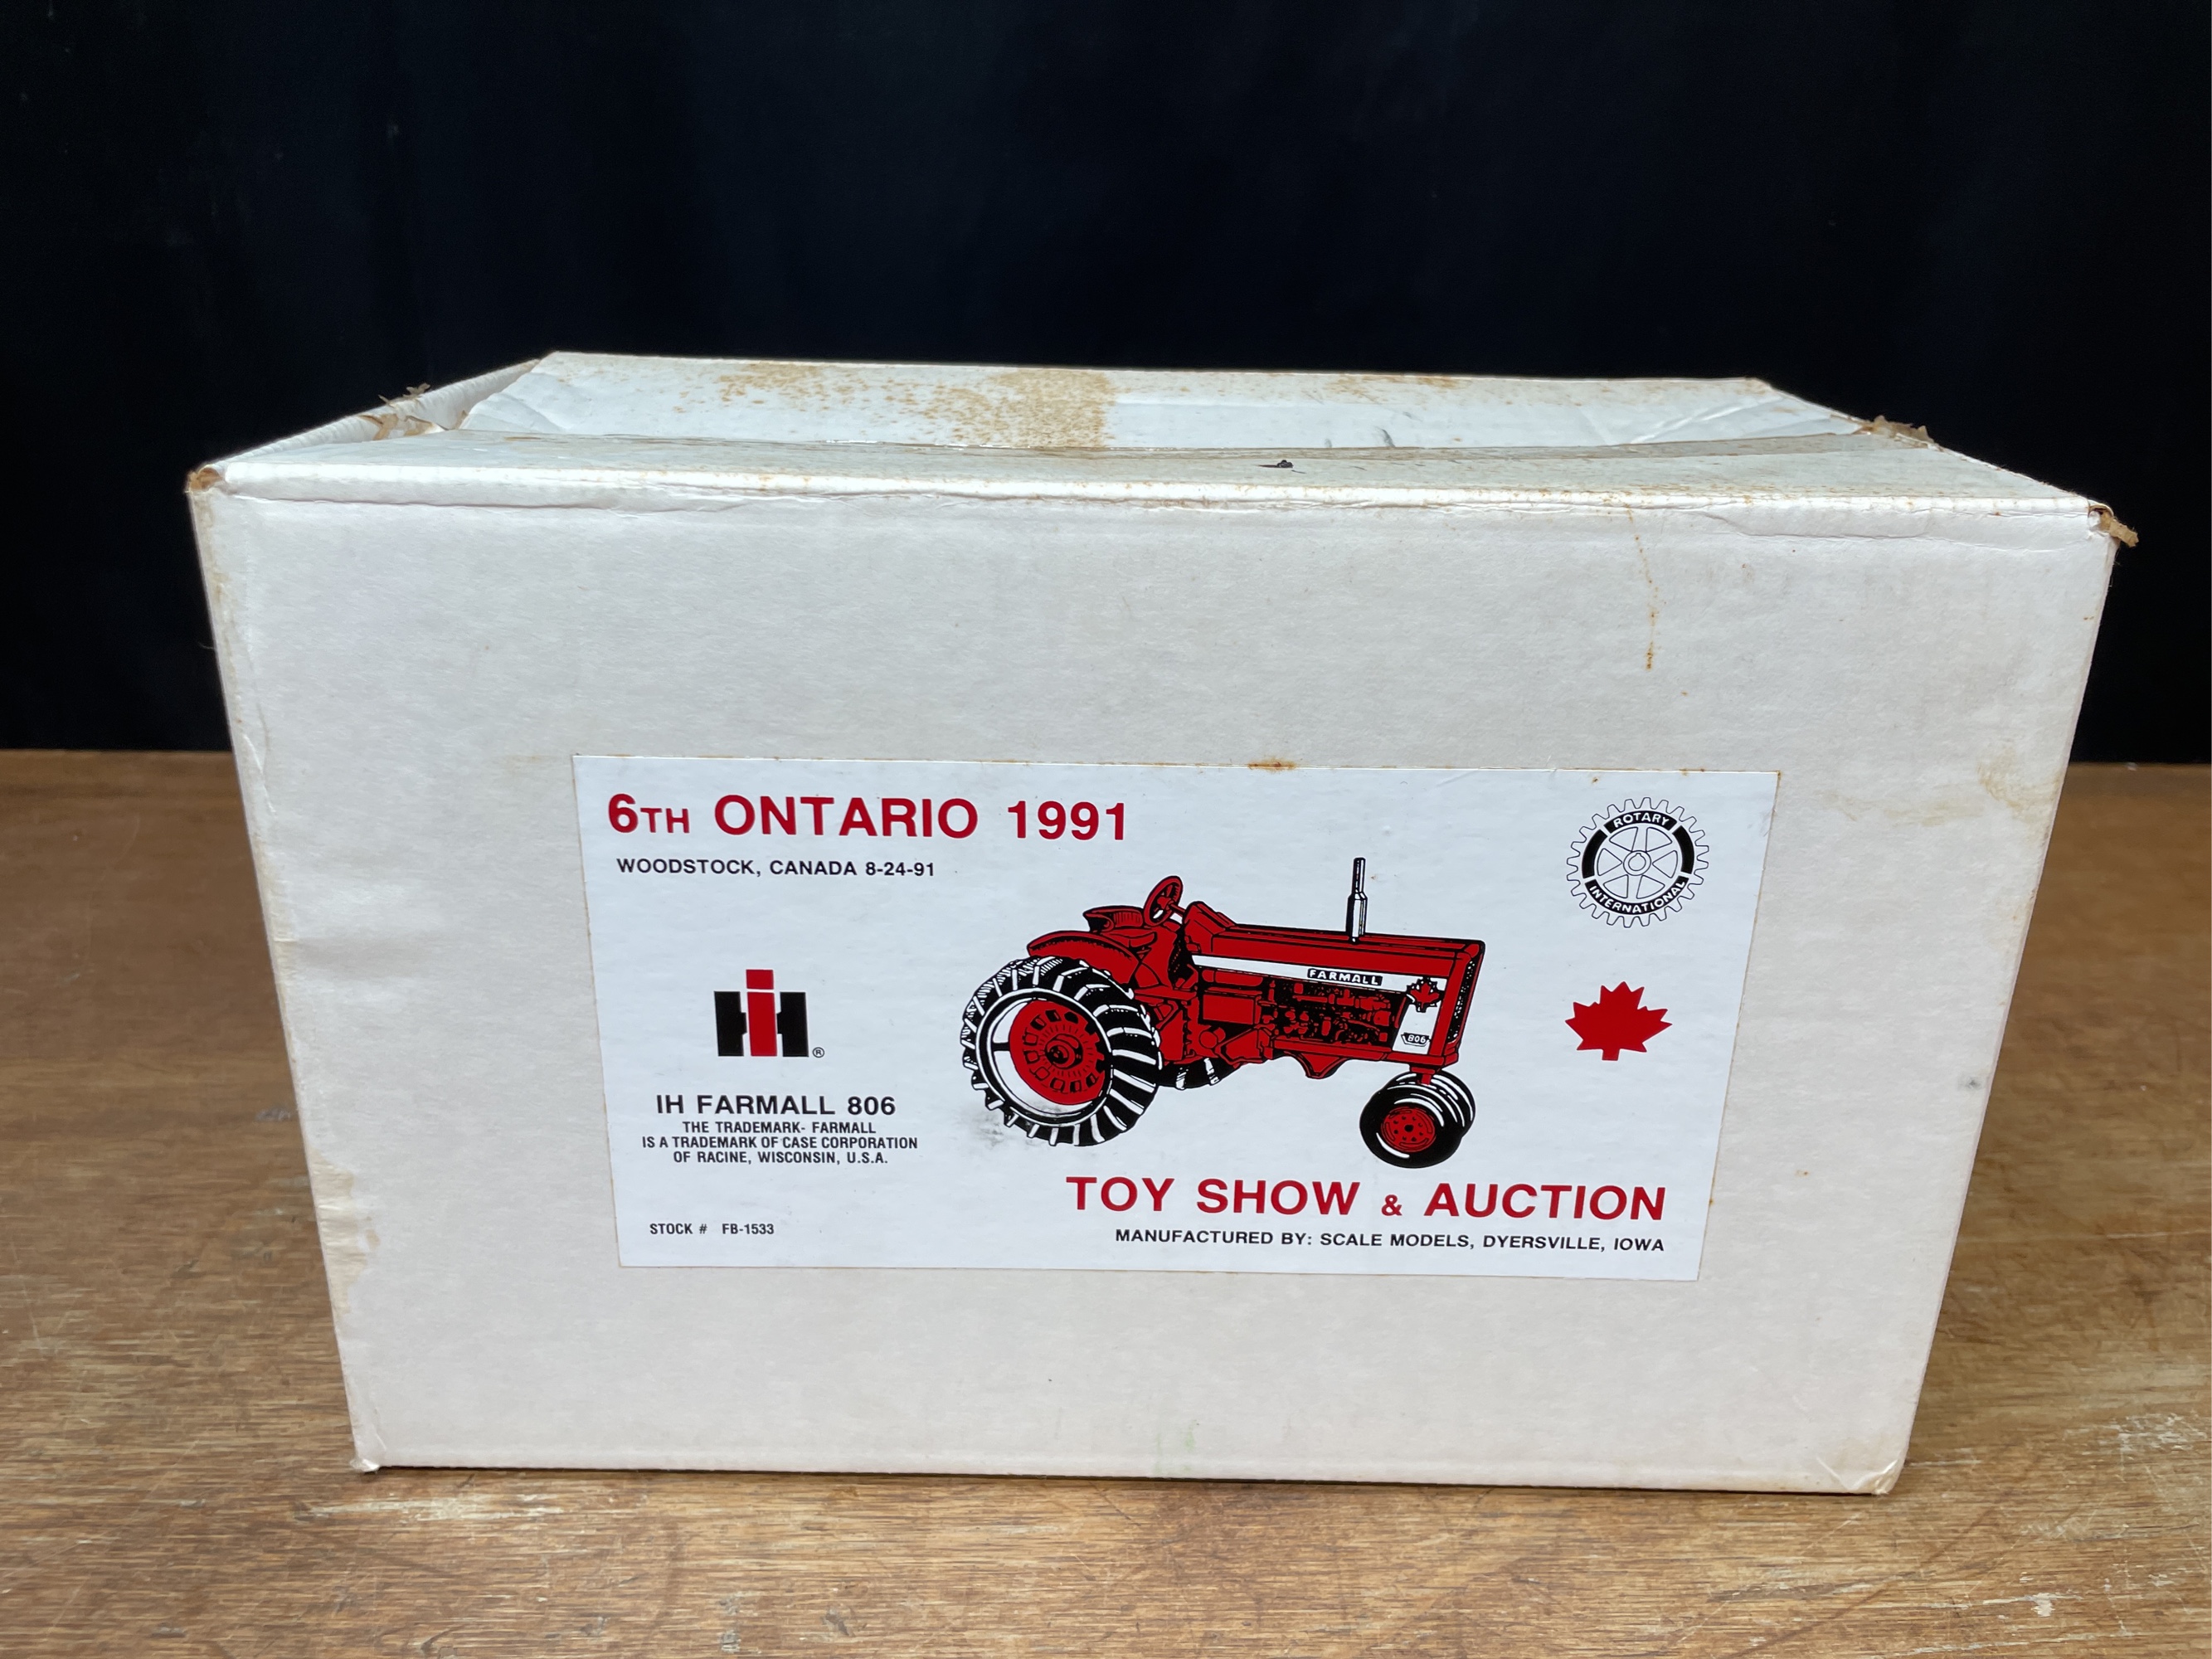 6TH ONTARIO 1991
WOODSTOCK, CANADA 8-24-91
ROTARY
INTERNATIONAL
FARMALL
806
IH ®
IH FARMALL 806
THE TRADEMARK- FARMALL
IS A TRADEMARK OF CASE CORPORATION
OF RACINE, WISCONSIN, U.S.A.
TOY SHOW & AUCTION
STOCK # FB-1533
MANUFACTURED BY: SCALE MODELS, DYERSVILLE, IOWA